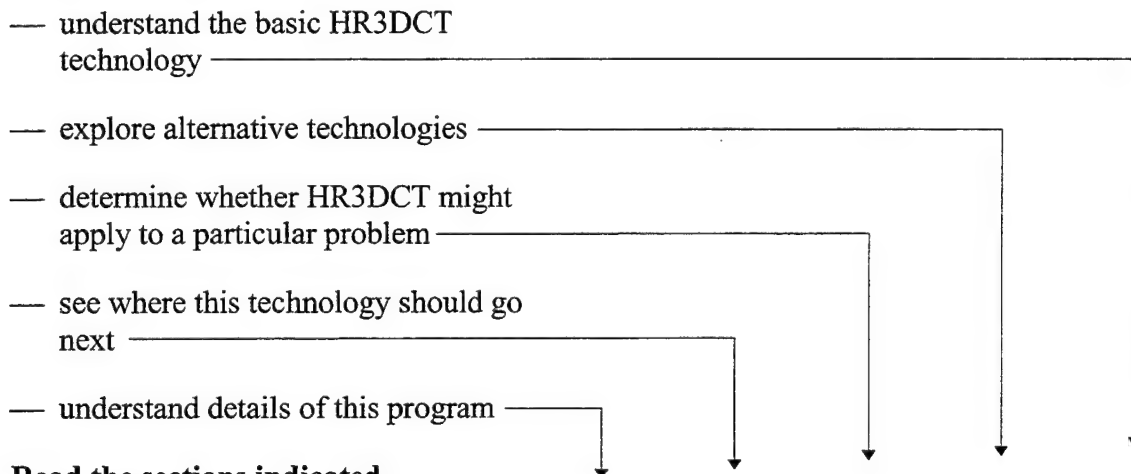 — understand the basic HR3DCT
technology
— explore alternative technologies
— determine whether HR3DCT might
apply to a particular problem
— see where this technology should go
next
— understand details of this program
Read the sections indicated